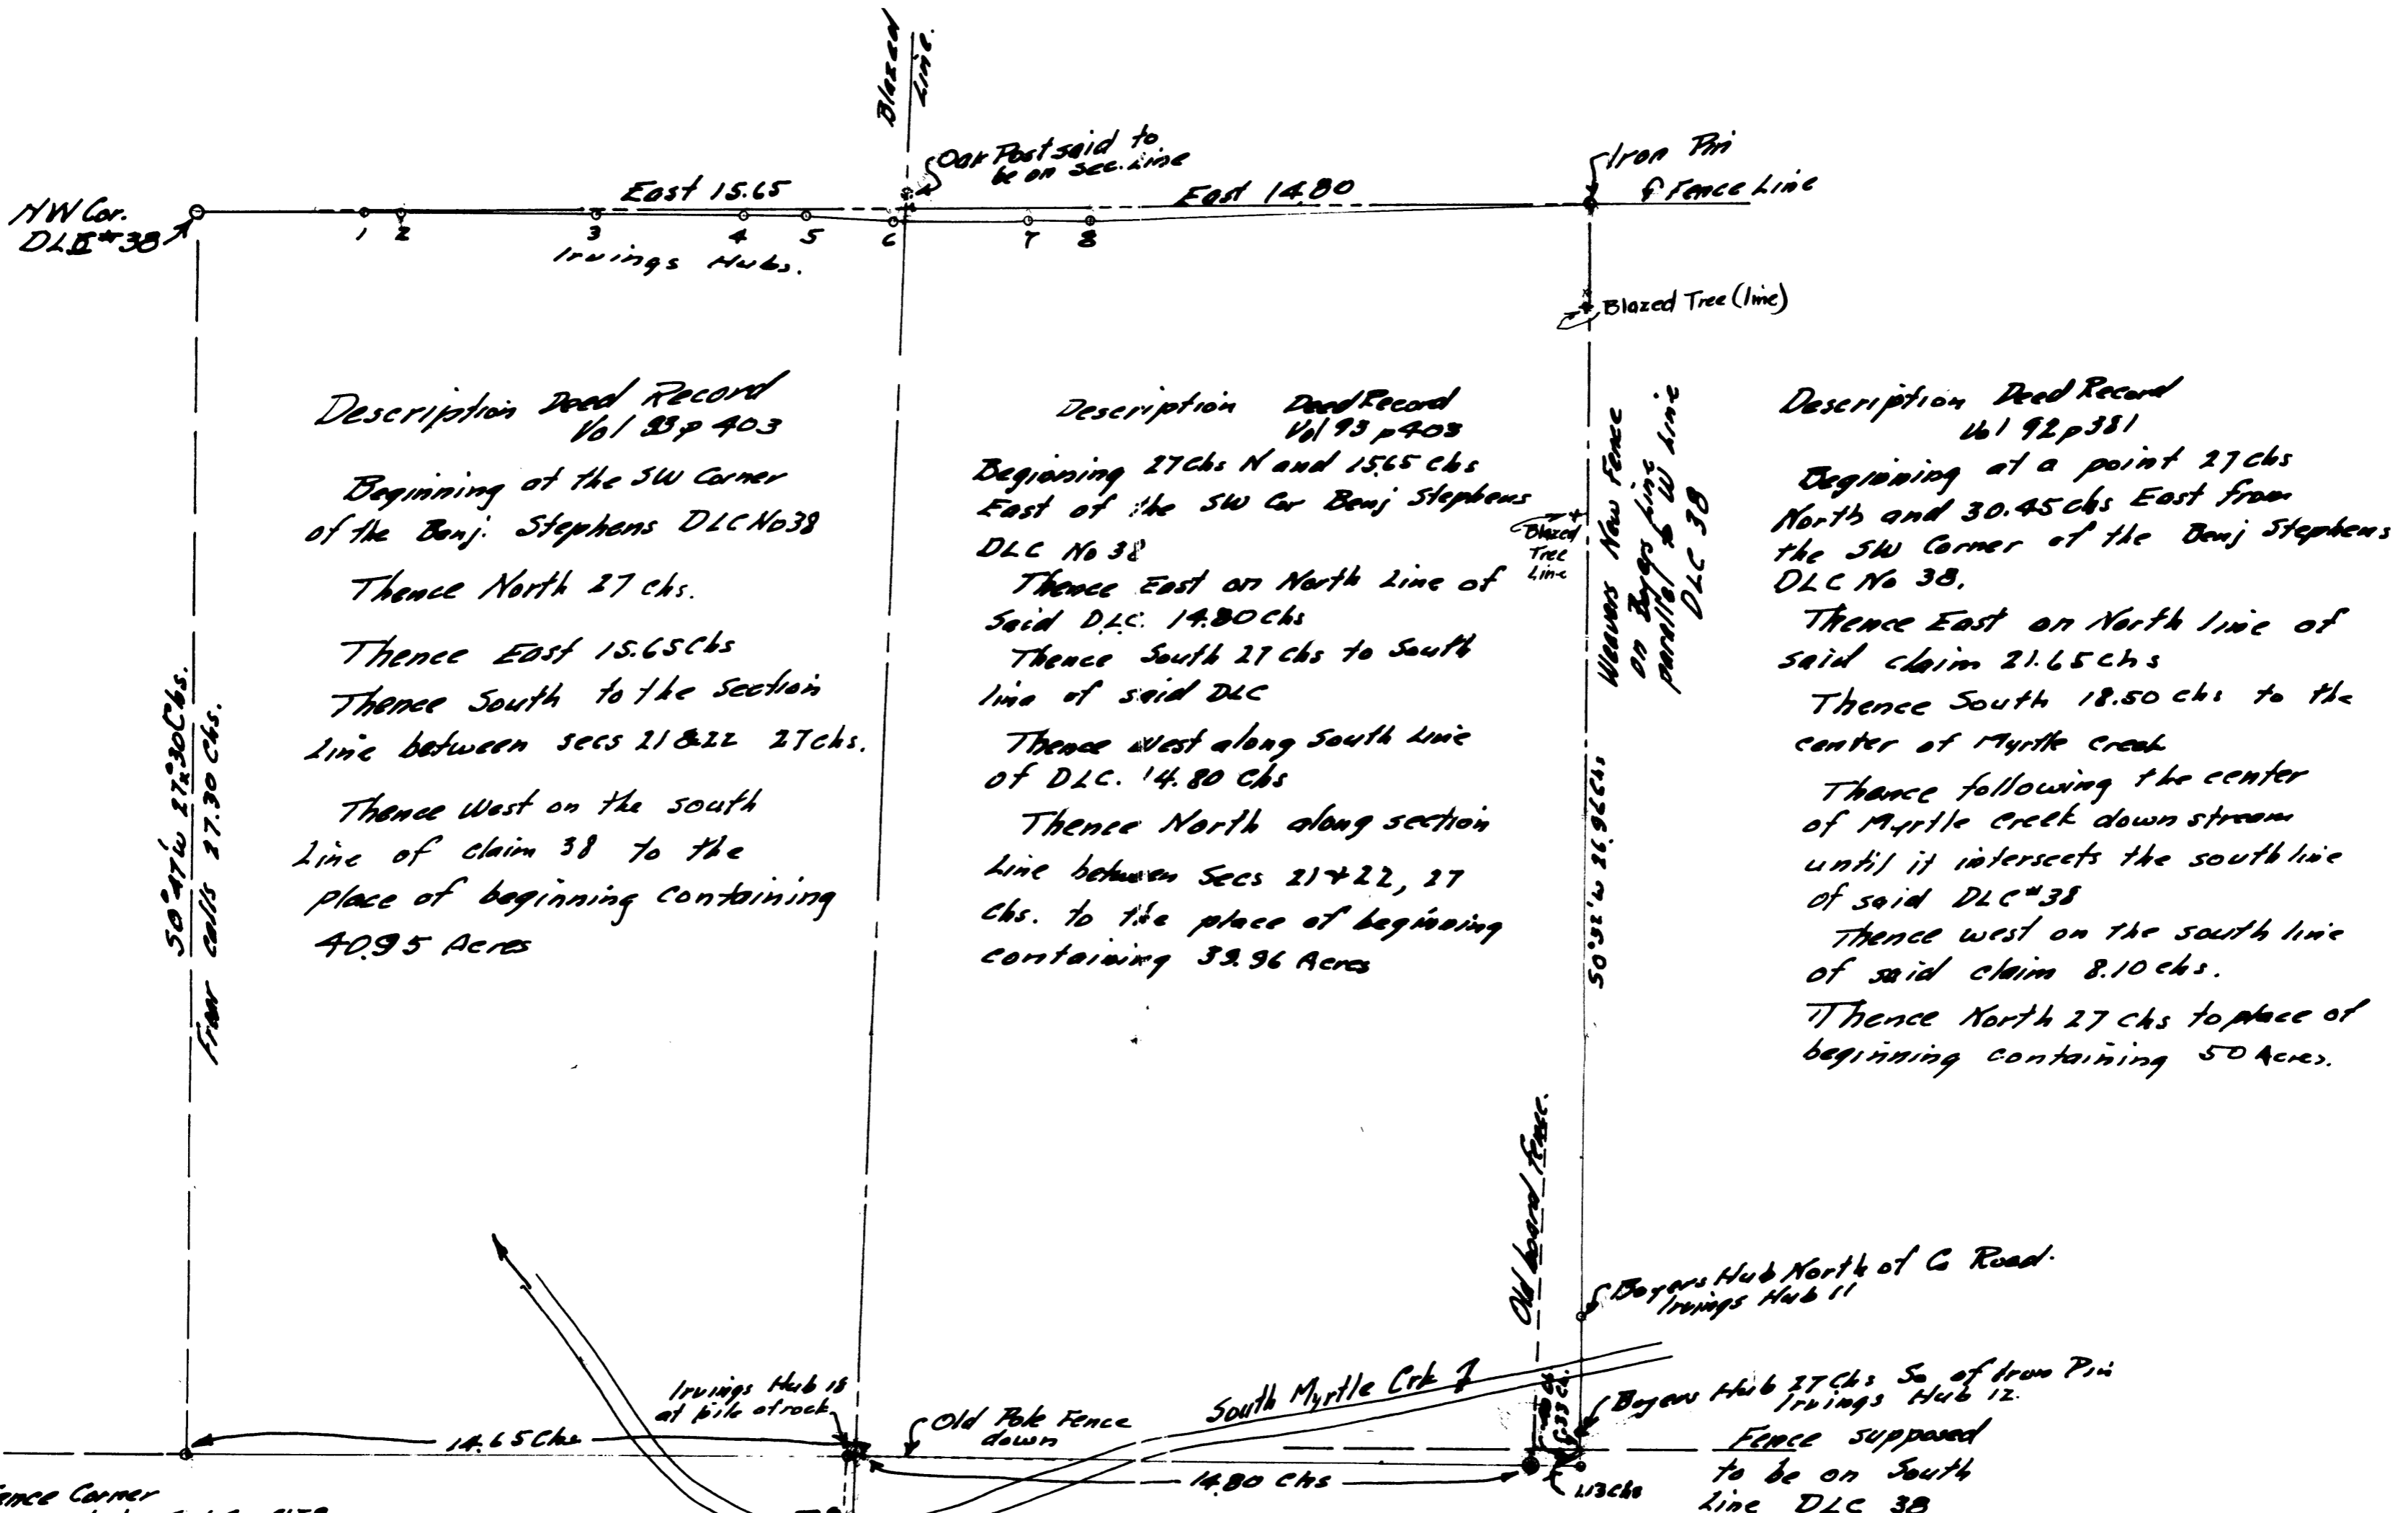 Blazed
Line.
Oak Post said to
be on sec. Line
Iron Pin
& Fence Line
NW Cor.
DLC #38
East 15.65
East 14.80
1 2 3 4 5 6 7 8
Irvings Hubs.
Blazed Tree (line)
Description Deed Record
Vol 93 p 403
Beginning at the SW Corner
of the Benj. Stephens DLC No 38
Thence North 27 chs.
Thence East 15.65 chs
Thence South to the Section
Line between secs 21 & 22 27 chs.
Thence West on the south
Line of claim 38 to the
place of beginning containing
40.95 Acres
Description Deed Record
Vol 93 p 403
Beginning 27 chs N and 15.65 chs
East of the SW Cor Benj Stephens
DLC No 38
Thence East on North Line of
Said D.L.C. 14.80 chs
Thence South 27 chs to South
line of said DLC
Thence West along South Line
of DLC. 14.80 chs
Thence North along section
Line between Secs 21 & 22, 27
chs. to the place of beginning
containing 39.96 Acres
Blazed
Tree
Line
Weavers New Fence
on Boyers Line
parallel to W Line
DLC 38
Description Deed Record
Vol 92 p 381
Beginning at a point 27 chs
North and 30.45 chs East from
the SW Corner of the Benj Stephens
DLC No 38.
Thence East on North line of
said claim 21.65 chs
Thence South 18.50 chs to the
center of Myrtle Creek
Thence following the center
of Myrtle Creek down stream
until it intersects the south line
of said DLC #38
Thence west on the south line
of said claim 8.10 chs.
Thence North 27 chs to place of
beginning containing 50 Acres.
S0°47'W 27.30 Chs.
calls 27.30 Chs.
S0°32'W 26.96 Chs
Old board Fence.
Boyers Hub North of Co Road.
Irvings Hub 11
Irvings Hub is
at pile of rock
Old Pole Fence
down
South Myrtle Crk
Boyers Hub 27 Chs So of Iron Pin
Irvings Hub 12.
14.65 Chs
14.80 Chs
1.13 chs
Fence supposed
to be on South
Line DLC 38
Fence Corner